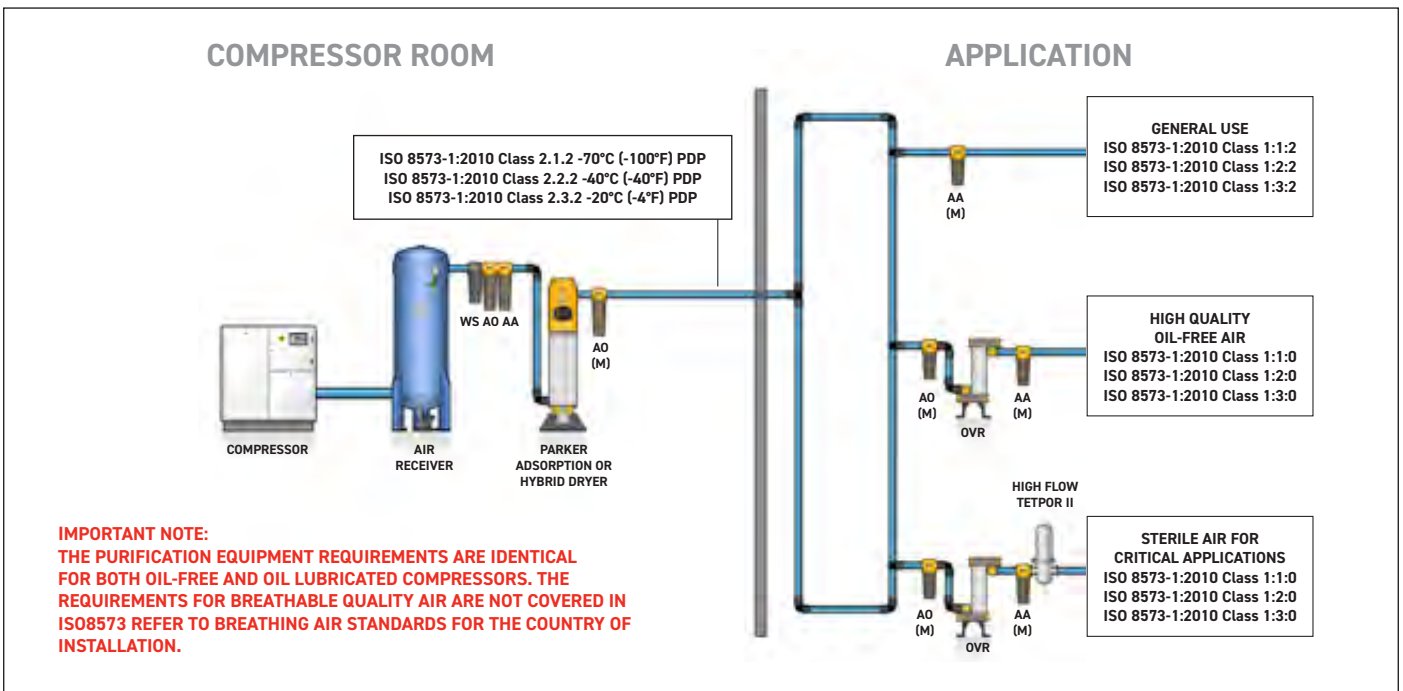 COMPRESSOR ROOM
APPLICATION
ISO 8573-1:2010 Class 2.1.2 -70°C (-100°F) PDP
ISO 8573-1:2010 Class 2.2.2 -40°C (-40°F) PDP
ISO 8573-1:2010 Class 2.3.2 -20°C (-4°F) PDP
GENERAL USE
ISO 8573-1:2010 Class 1:1:2
ISO 8573-1:2010 Class 1:2:2
ISO 8573-1:2010 Class 1:3:2
AA
(M)
WS AO AA
AO
(M)
COMPRESSOR
AIR
RECEIVER
PARKER
ADSORPTION OR
HYBRID DRYER
HIGH QUALITY
OIL-FREE AIR
ISO 8573-1:2010 Class 1:1:0
ISO 8573-1:2010 Class 1:2:0
ISO 8573-1:2010 Class 1:3:0
AO
(M)
OVR
AA
(M)
HIGH FLOW
TETPOR II
STERILE AIR FOR
CRITICAL APPLICATIONS
ISO 8573-1:2010 Class 1:1:0
ISO 8573-1:2010 Class 1:2:0
ISO 8573-1:2010 Class 1:3:0
AO
(M)
OVR
AA
(M)
IMPORTANT NOTE:
THE PURIFICATION EQUIPMENT REQUIREMENTS ARE IDENTICAL
FOR BOTH OIL-FREE AND OIL LUBRICATED COMPRESSORS. THE
REQUIREMENTS FOR BREATHABLE QUALITY AIR ARE NOT COVERED IN
ISO8573 REFER TO BREATHING AIR STANDARDS FOR THE COUNTRY OF
INSTALLATION.